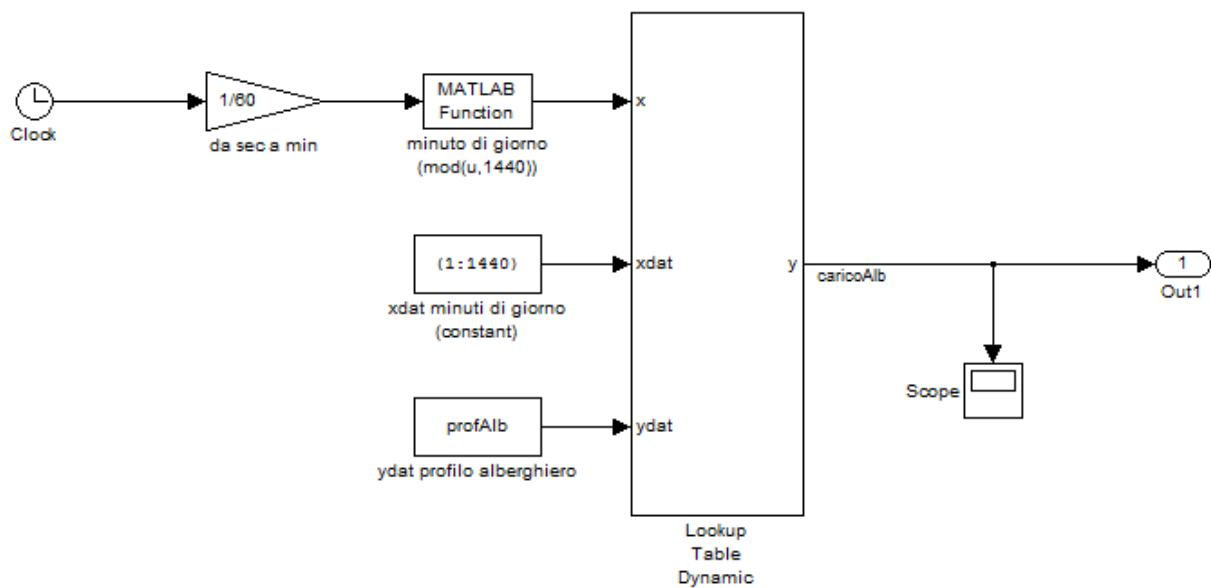 Clock
1/60
da sec a min
MATLAB
Function
minuto di giorno
(mod(u,1440))
x
(1:1440)
xdat minuti di giorno
(constant)
xdat
y
caricoAlb
1
Out1
Scope
profAlb
ydat profilo alberghiero
ydat
Lookup
Table
Dynamic